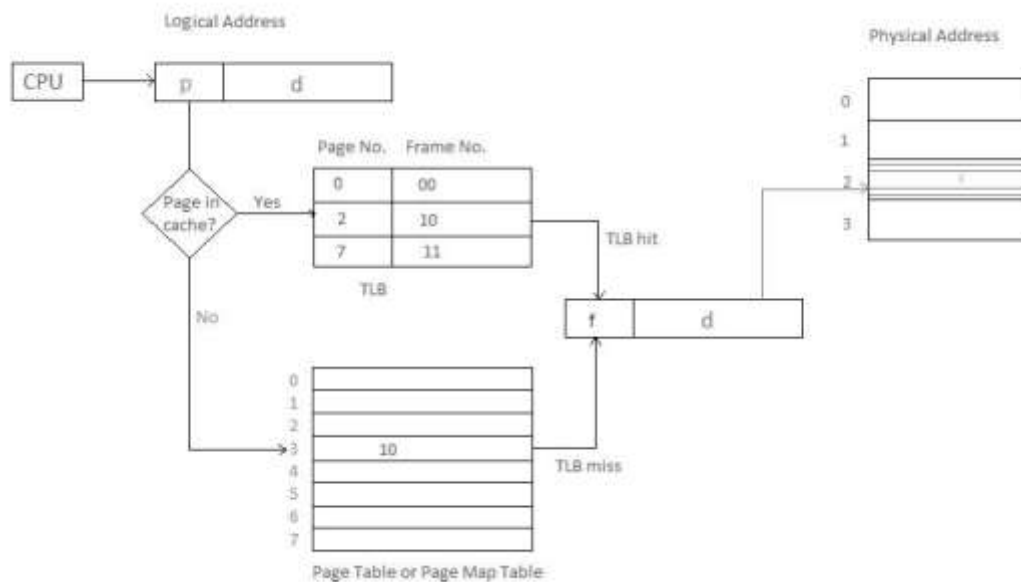 Logical Address
Physical Address
CPU
p d
0
1
2
3
Page No. Frame No.
0 00
2 10
7 11
TLB
Page in
cache?
Yes
No
TLB hit
f d
0
1
2
3 10
4
5
6
7
TLB miss
Page Table or Page Map Table